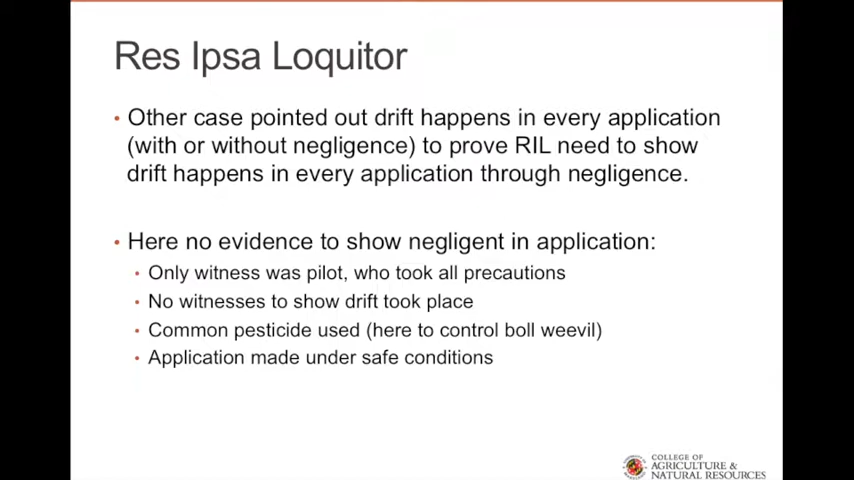 Res Ipsa Loquitor
• Other case pointed out drift happens in every application
(with or without negligence) to prove RIL need to show
drift happens in every application through negligence.
• Here no evidence to show negligent in application:
• Only witness was pilot, who took all precautions
• No witnesses to show drift took place
• Common pesticide used (here to control boll weevil)
• Application made under safe conditions
COLLEGE OF
AGRICULTURE &
NATURAL RESOURCES